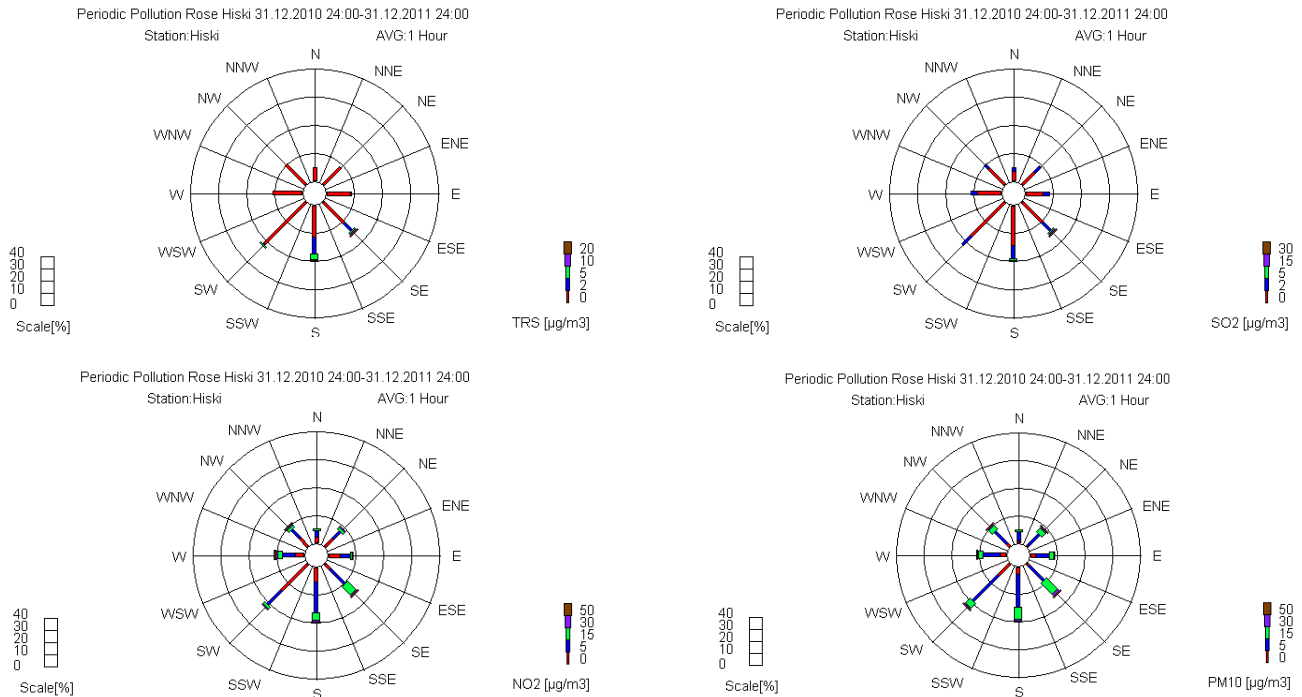 Periodic Pollution Rose Hiski 31.12.2010 24:00-31.12.2011 24:00
Station:Hiski AVG:1 Hour
N
NNW NNE
NW NE
WNW ENE
W E
WSW ESE
SW SE
SSW SSE
S
40
30
20
10
0
Scale[%]
20
10
5
2
0
TRS [µg/m3]
Periodic Pollution Rose Hiski 31.12.2010 24:00-31.12.2011 24:00
Station:Hiski AVG:1 Hour
N
NNW NNE
NW NE
WNW ENE
W E
WSW ESE
SW SE
SSW SSE
S
40
30
20
10
0
Scale[%]
30
15
5
2
0
SO2 [µg/m3]
Periodic Pollution Rose Hiski 31.12.2010 24:00-31.12.2011 24:00
Station:Hiski AVG:1 Hour
N
NNW NNE
NW NE
WNW ENE
W E
WSW ESE
SW SE
SSW SSE
S
40
30
20
10
0
Scale[%]
50
30
15
5
0
NO2 [µg/m3]
Periodic Pollution Rose Hiski 31.12.2010 24:00-31.12.2011 24:00
Station:Hiski AVG:1 Hour
N
NNW NNE
NW NE
WNW ENE
W E
WSW ESE
SW SE
SSW SSE
S
40
30
20
10
0
Scale[%]
50
30
15
5
0
PM10 [µg/m3]